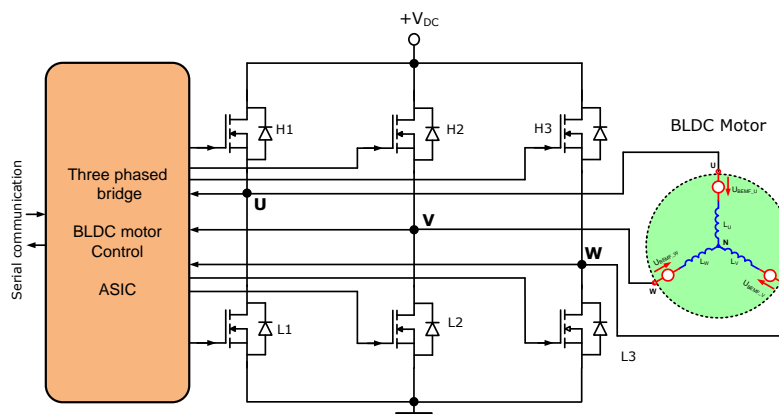 +VDC
H1
H2
H3
BLDC Motor
Three phased
bridge
BLDC motor
Control
ASIC
Serial communication
U
V
W
L1
L2
L3
U
UBEMF_U
LU
N
LW
LV
UBEMF_W
W
UBEMF_V